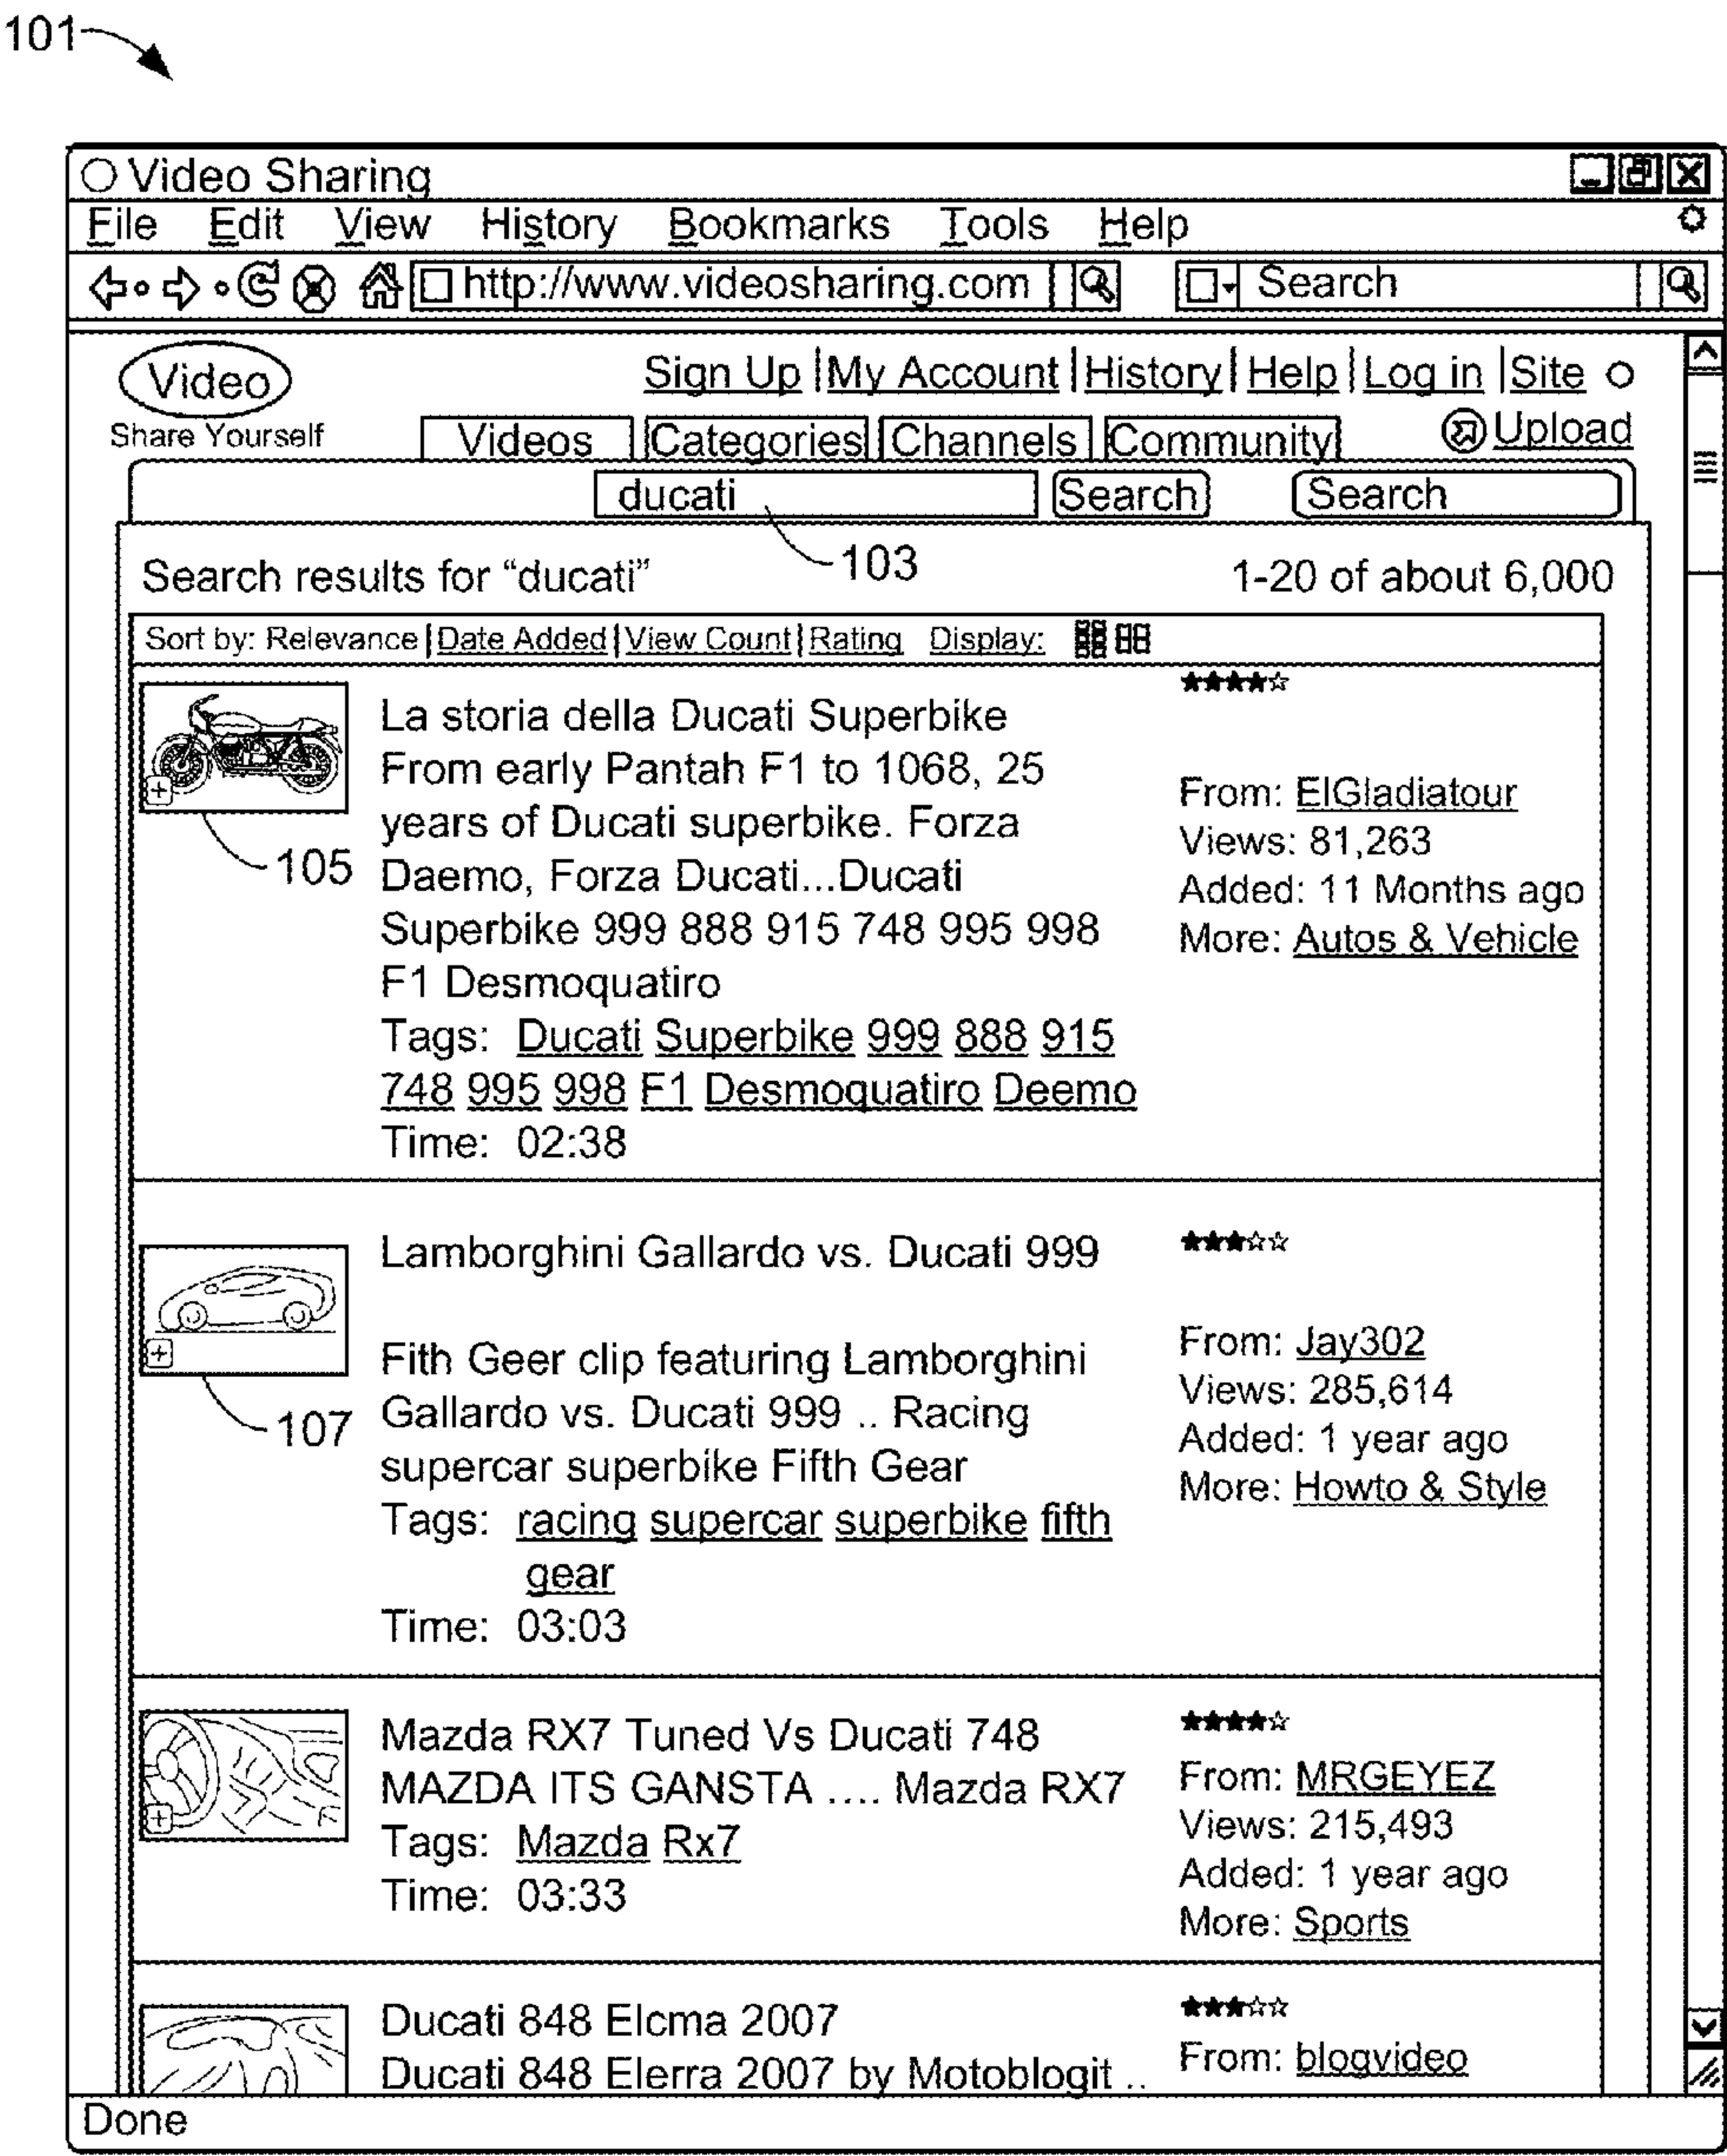 101
Video Sharing
File Edit View History Bookmarks Tools Help
http://www.videosharing.com Search
Video
Sign Up | My Account | History | Help | Log in | Site
Share Yourself
Videos Categories Channels Community Upload
ducati Search Search
103
Search results for “ducati” 1-20 of about 6,000
Sort by: Relevance | Date Added | View Count | Rating Display:
La storia della Ducati Superbike
From early Pantah F1 to 1068, 25
years of Ducati superbike. Forza
Daemo, Forza Ducati...Ducati
Superbike 999 888 915 748 995 998
F1 Desmoquatiro
Tags: Ducati Superbike 999 888 915
748 995 998 F1 Desmoquatiro Deemo
Time: 02:38
105
From: ElGladiatour
Views: 81,263
Added: 11 Months ago
More: Autos & Vehicle
Lamborghini Gallardo vs. Ducati 999
Fith Geer clip featuring Lamborghini
Gallardo vs. Ducati 999 .. Racing
supercar superbike Fifth Gear
Tags: racing supercar superbike fifth
gear
Time: 03:03
107
From: Jay302
Views: 285,614
Added: 1 year ago
More: Howto & Style
Mazda RX7 Tuned Vs Ducati 748
MAZDA ITS GANSTA .... Mazda RX7
Tags: Mazda Rx7
Time: 03:33
From: MRGEYEZ
Views: 215,493
Added: 1 year ago
More: Sports
Ducati 848 Elcma 2007
Ducati 848 Elerra 2007 by Motoblogit ..
From: blogvideo
Done